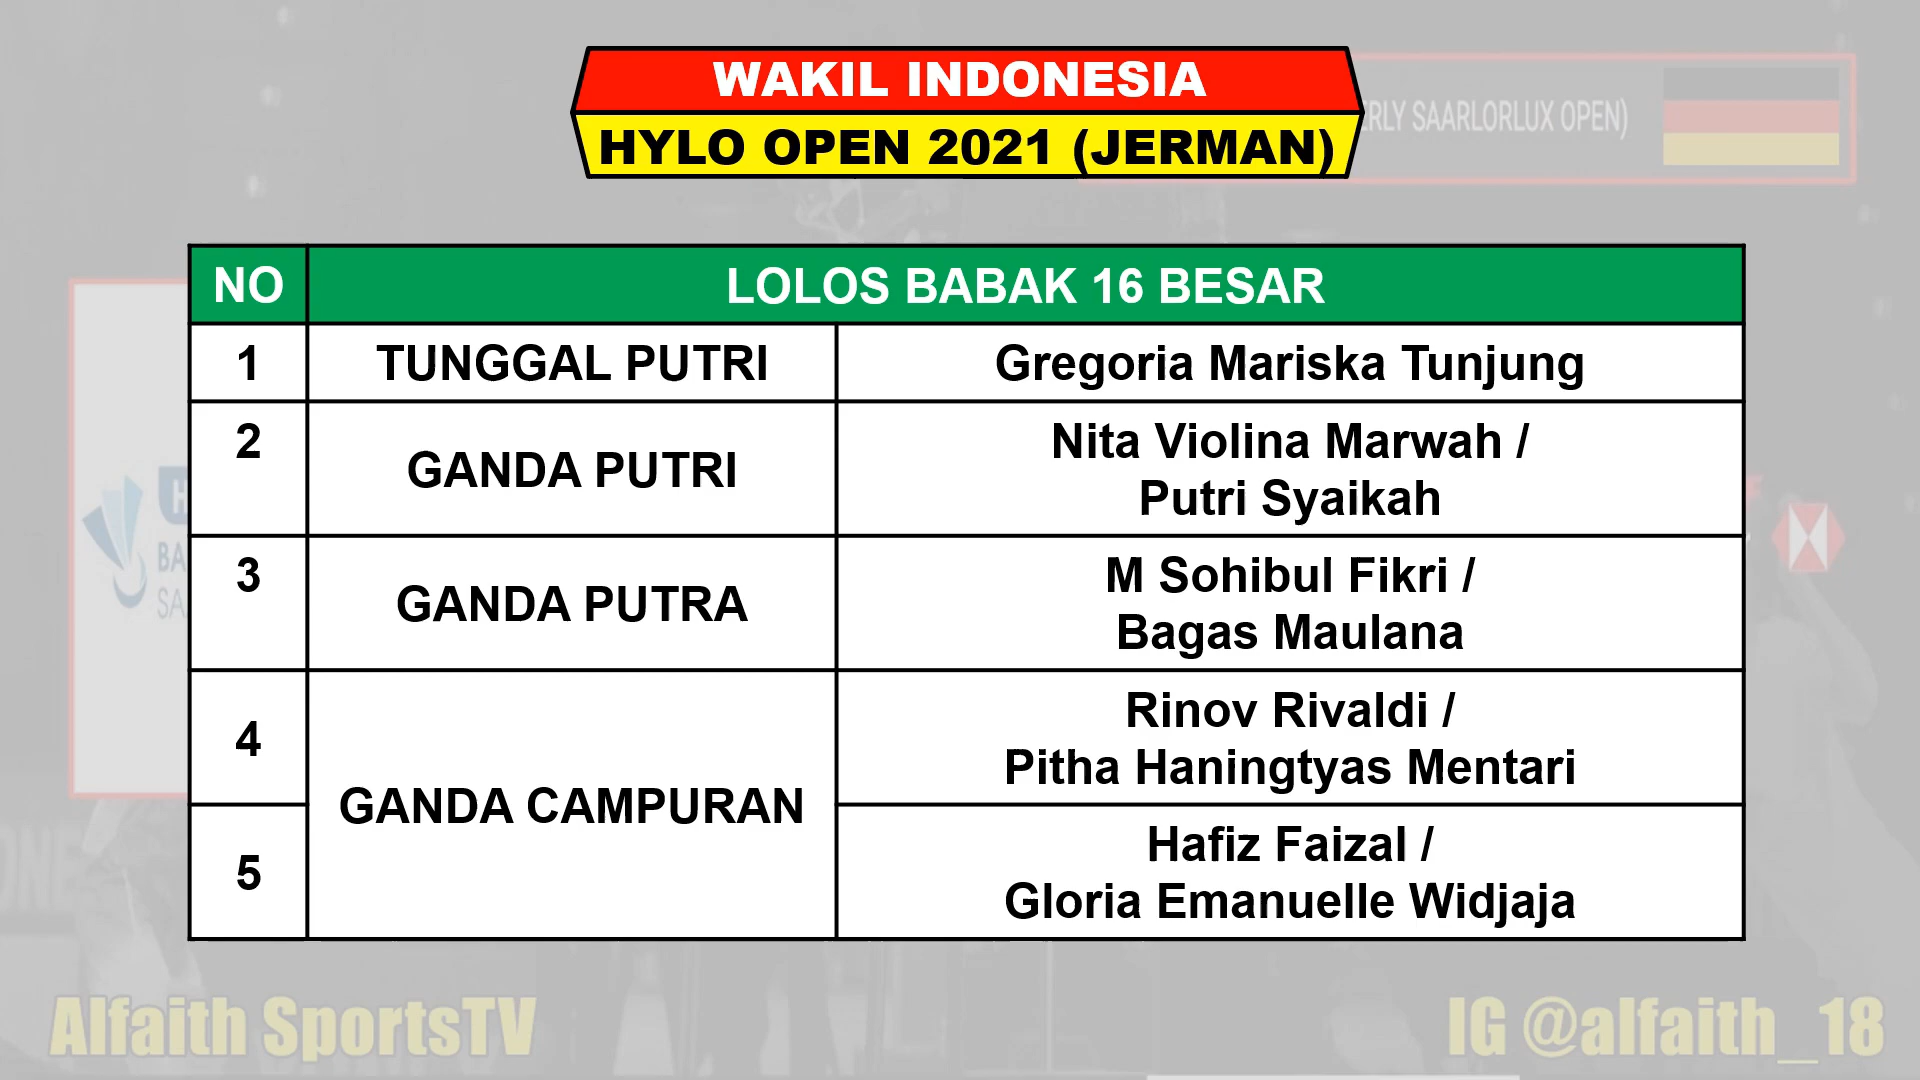 WAKIL INDONESIA
HYLO OPEN 2021 (JERMAN)
ERLY SAARLORLUX OPEN)
NO
LOLOS BABAK 16 BESAR
1
TUNGGAL PUTRI
Gregoria Mariska Tunjung
2
GANDA PUTRI
Nita Violina Marwah /
Putri Syaikah
3
GANDA PUTRA
M Sohibul Fikri /
Bagas Maulana
4
GANDA CAMPURAN
Rinov Rivaldi /
Pitha Haningtyas Mentari
5
Hafiz Faizal /
Gloria Emanuelle Widjaja
Alfaith SportsTV
IG @alfaith_18